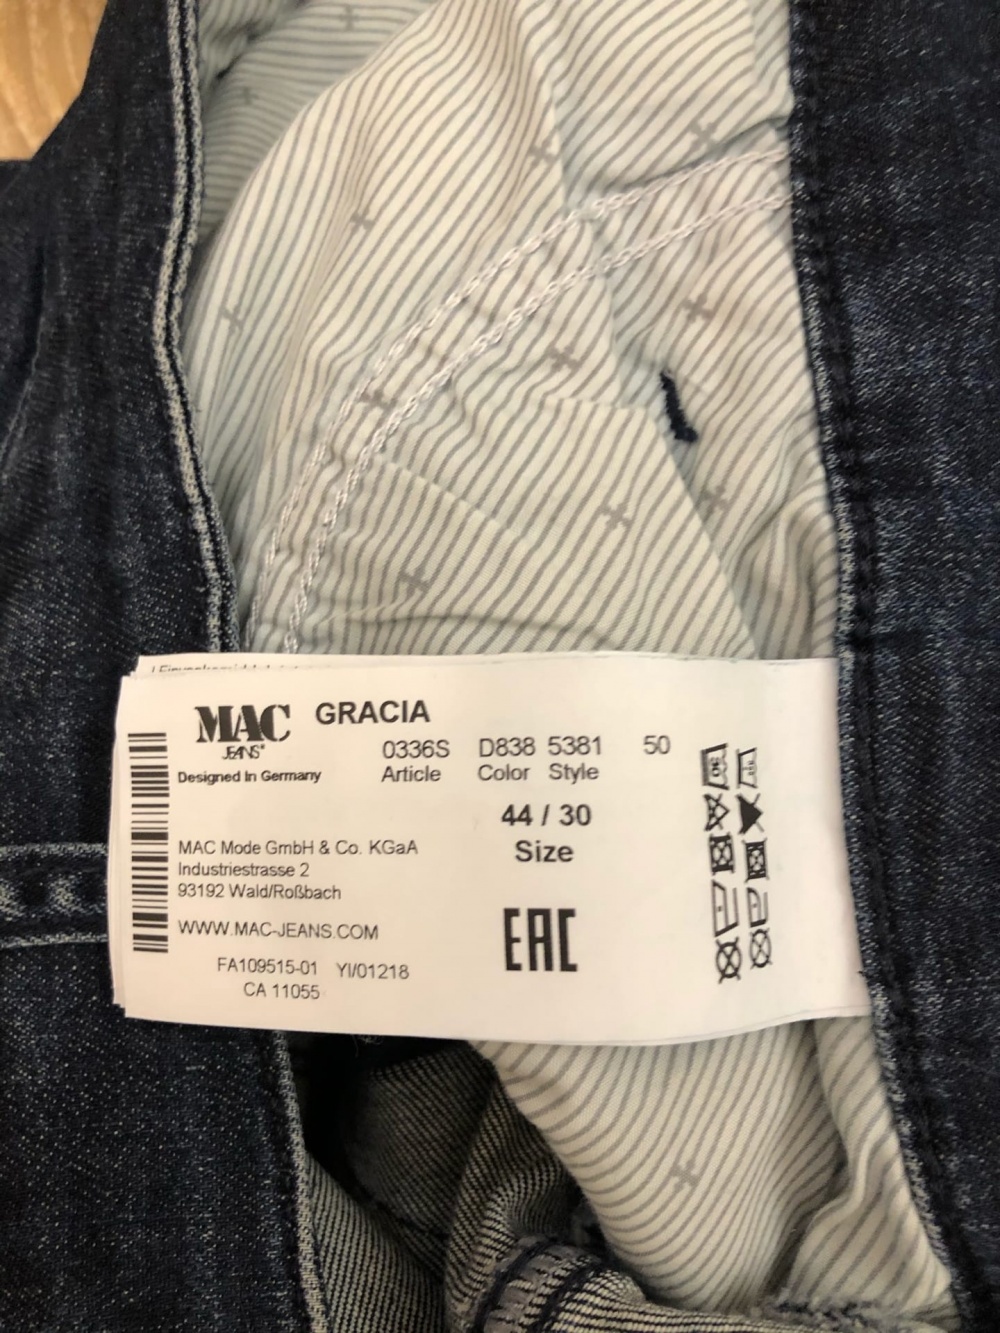 MAC GRACIA
JEANS®
Designed In Germany
0336S D838 5381 50
Article Color Style
44 / 30
Size
MAC Mode GmbH & Co. KGaA
Industriestrasse 2
93192 Wald/Roßbach
WWW.MAC-JEANS.COM
EAC
FA109515-01 YI/01218
CA 11055
30